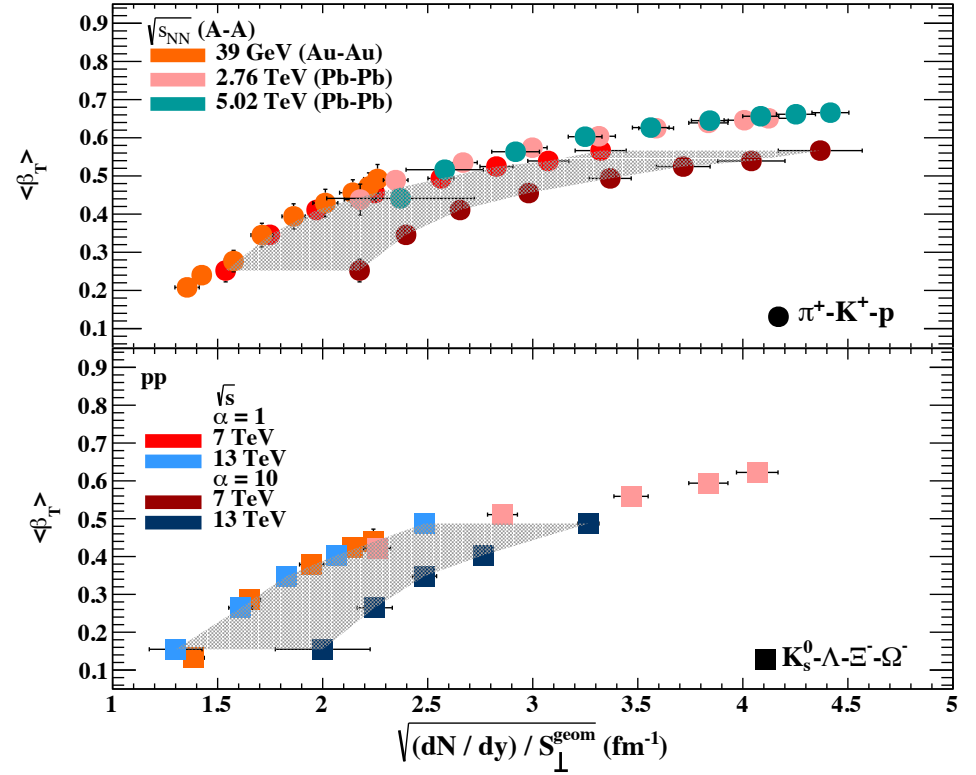 0.9
0.8
0.7
0.6
0.5
0.4
0.3
0.2
0.1
<β_T>
√s_NN (A-A)
39 GeV (Au-Au)
2.76 TeV (Pb-Pb)
5.02 TeV (Pb-Pb)
π⁺-K⁺-p
0.9
0.8
0.7
0.6
0.5
0.4
0.3
0.2
0.1
<β_T>
pp
√s
α = 1
7 TeV
13 TeV
α = 10
7 TeV
13 TeV
K⁰_s-Λ-Ξ⁻-Ω⁻
1 1.5 2 2.5 3 3.5 4 4.5 5
√(dN / dy) / S_⊥^geom (fm⁻¹)